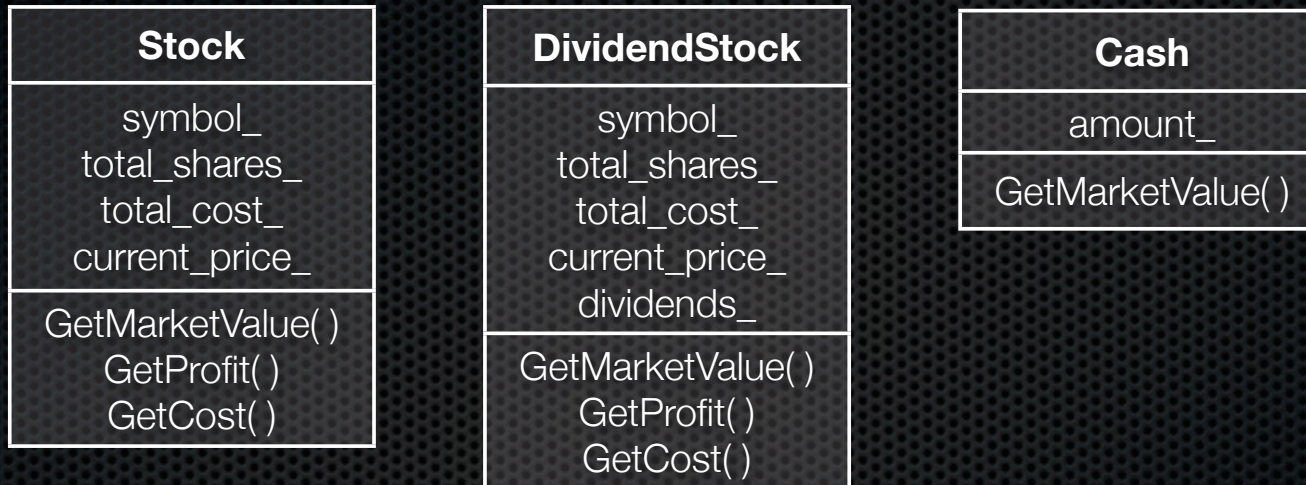 Stock
symbol_
total_shares_
total_cost_
current_price_
GetMarketValue( )
GetProfit( )
GetCost( )
DividendStock
symbol_
total_shares_
total_cost_
current_price_
dividends_
GetMarketValue( )
GetProfit( )
GetCost( )
Cash
amount_
GetMarketValue( )